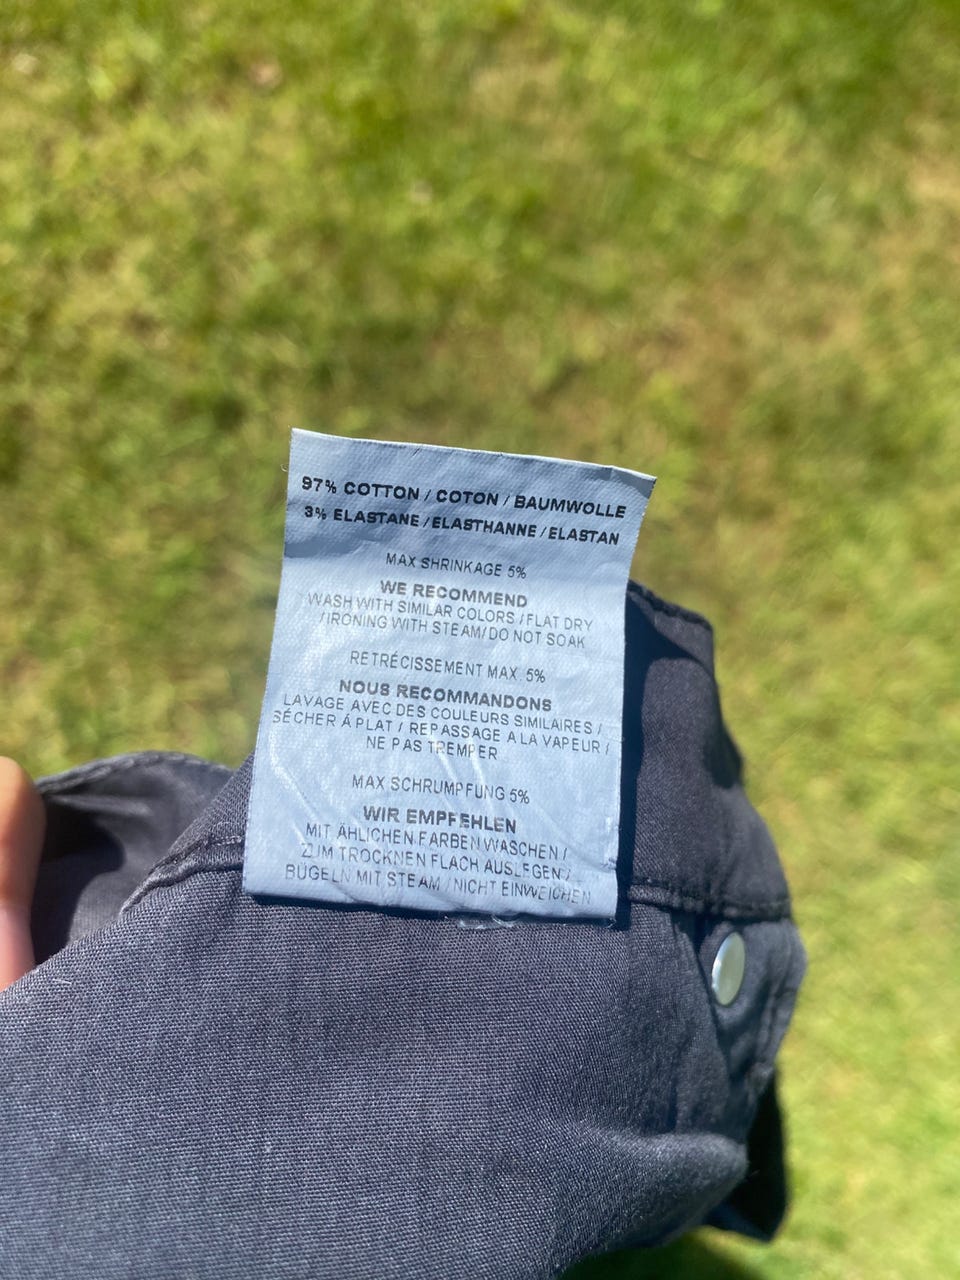 97% COTTON / COTON / BAUMWOLLE
3% ELASTANE / ELASTHANNE / ELASTAN
MAX SHRINKAGE 5%
WE RECOMMEND
WASH WITH SIMILAR COLORS / FLAT DRY
/ IRONING WITH STEAM / DO NOT SOAK
RETRÉCISSEMENT MAX. 5%
NOUS RECOMMANDONS
LAVAGE AVEC DES COULEURS SIMILAIRES /
SÉCHER Á PLAT / REPASSAGE A LA VAPEUR /
NE PAS TREMPER
MAX SCHRUMPFUNG 5%
WIR EMPFEHLEN
MIT ÄHLICHEN FARBEN WASCHEN /
ZUM TROCKNEN FLACH AUSLEGEN /
BÜGELN MIT STEAM / NICHT EINWEICHEN